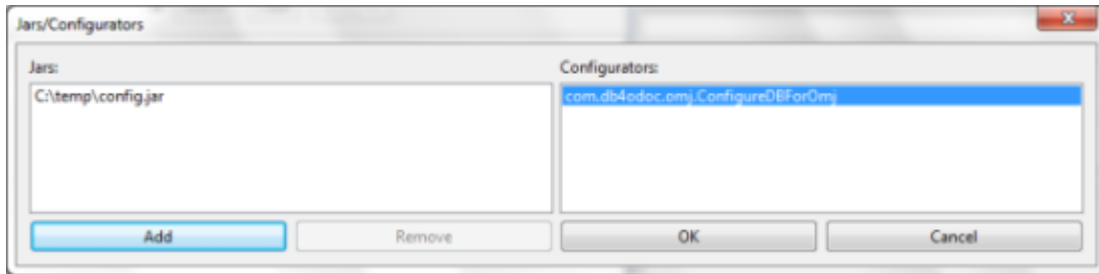 Jars/Configurators
Jars:
Configurators:
C:\temp\config.jar
com.db4odoc.omj.ConfigureDBForOmj
Add
Remove
OK
Cancel